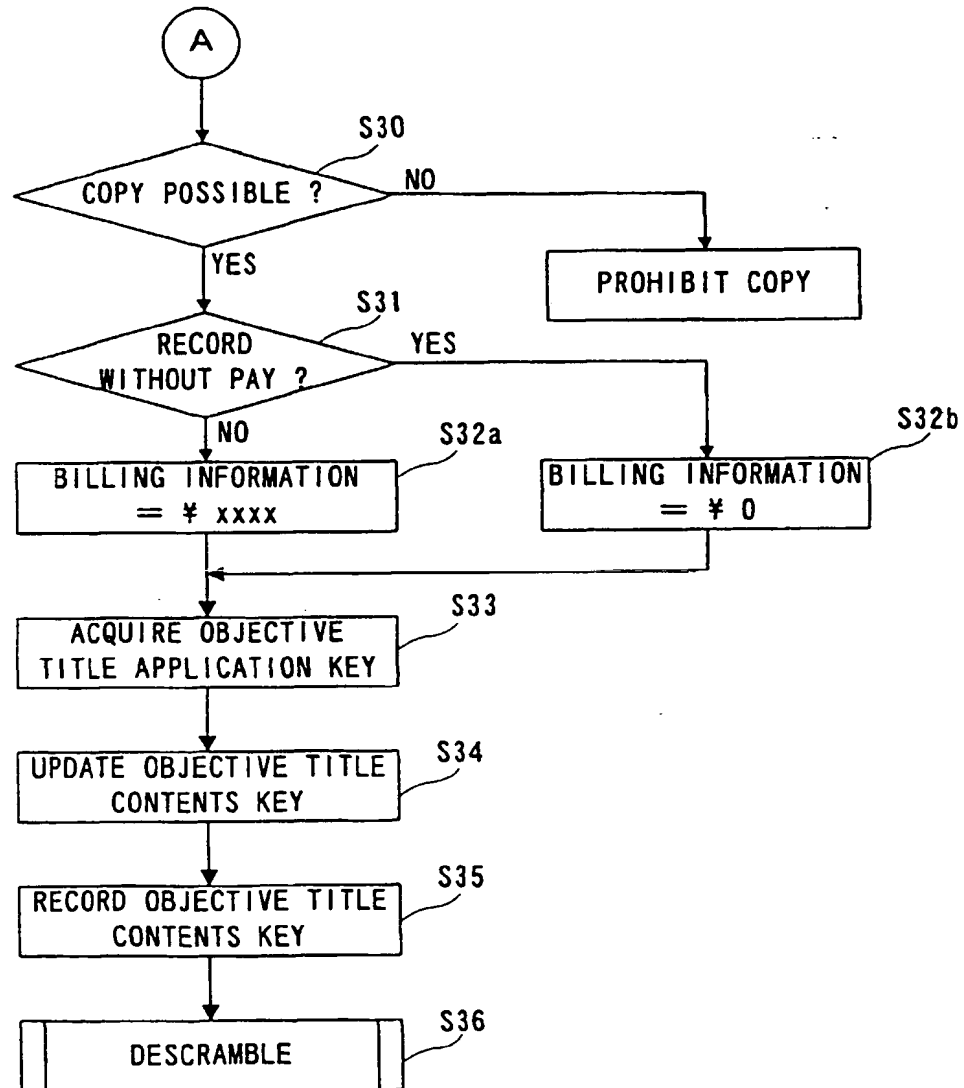 A
S30
COPY POSSIBLE ?
NO
YES
PROHIBIT COPY
S31
RECORD
WITHOUT PAY ?
YES
NO
S32a
BILLING INFORMATION
= ¥ xxxx
S32b
BILLING INFORMATION
= ¥ 0
S33
ACQUIRE OBJECTIVE
TITLE APPLICATION KEY
S34
UPDATE OBJECTIVE TITLE
CONTENTS KEY
S35
RECORD OBJECTIVE TITLE
CONTENTS KEY
S36
DESCRAMBLE